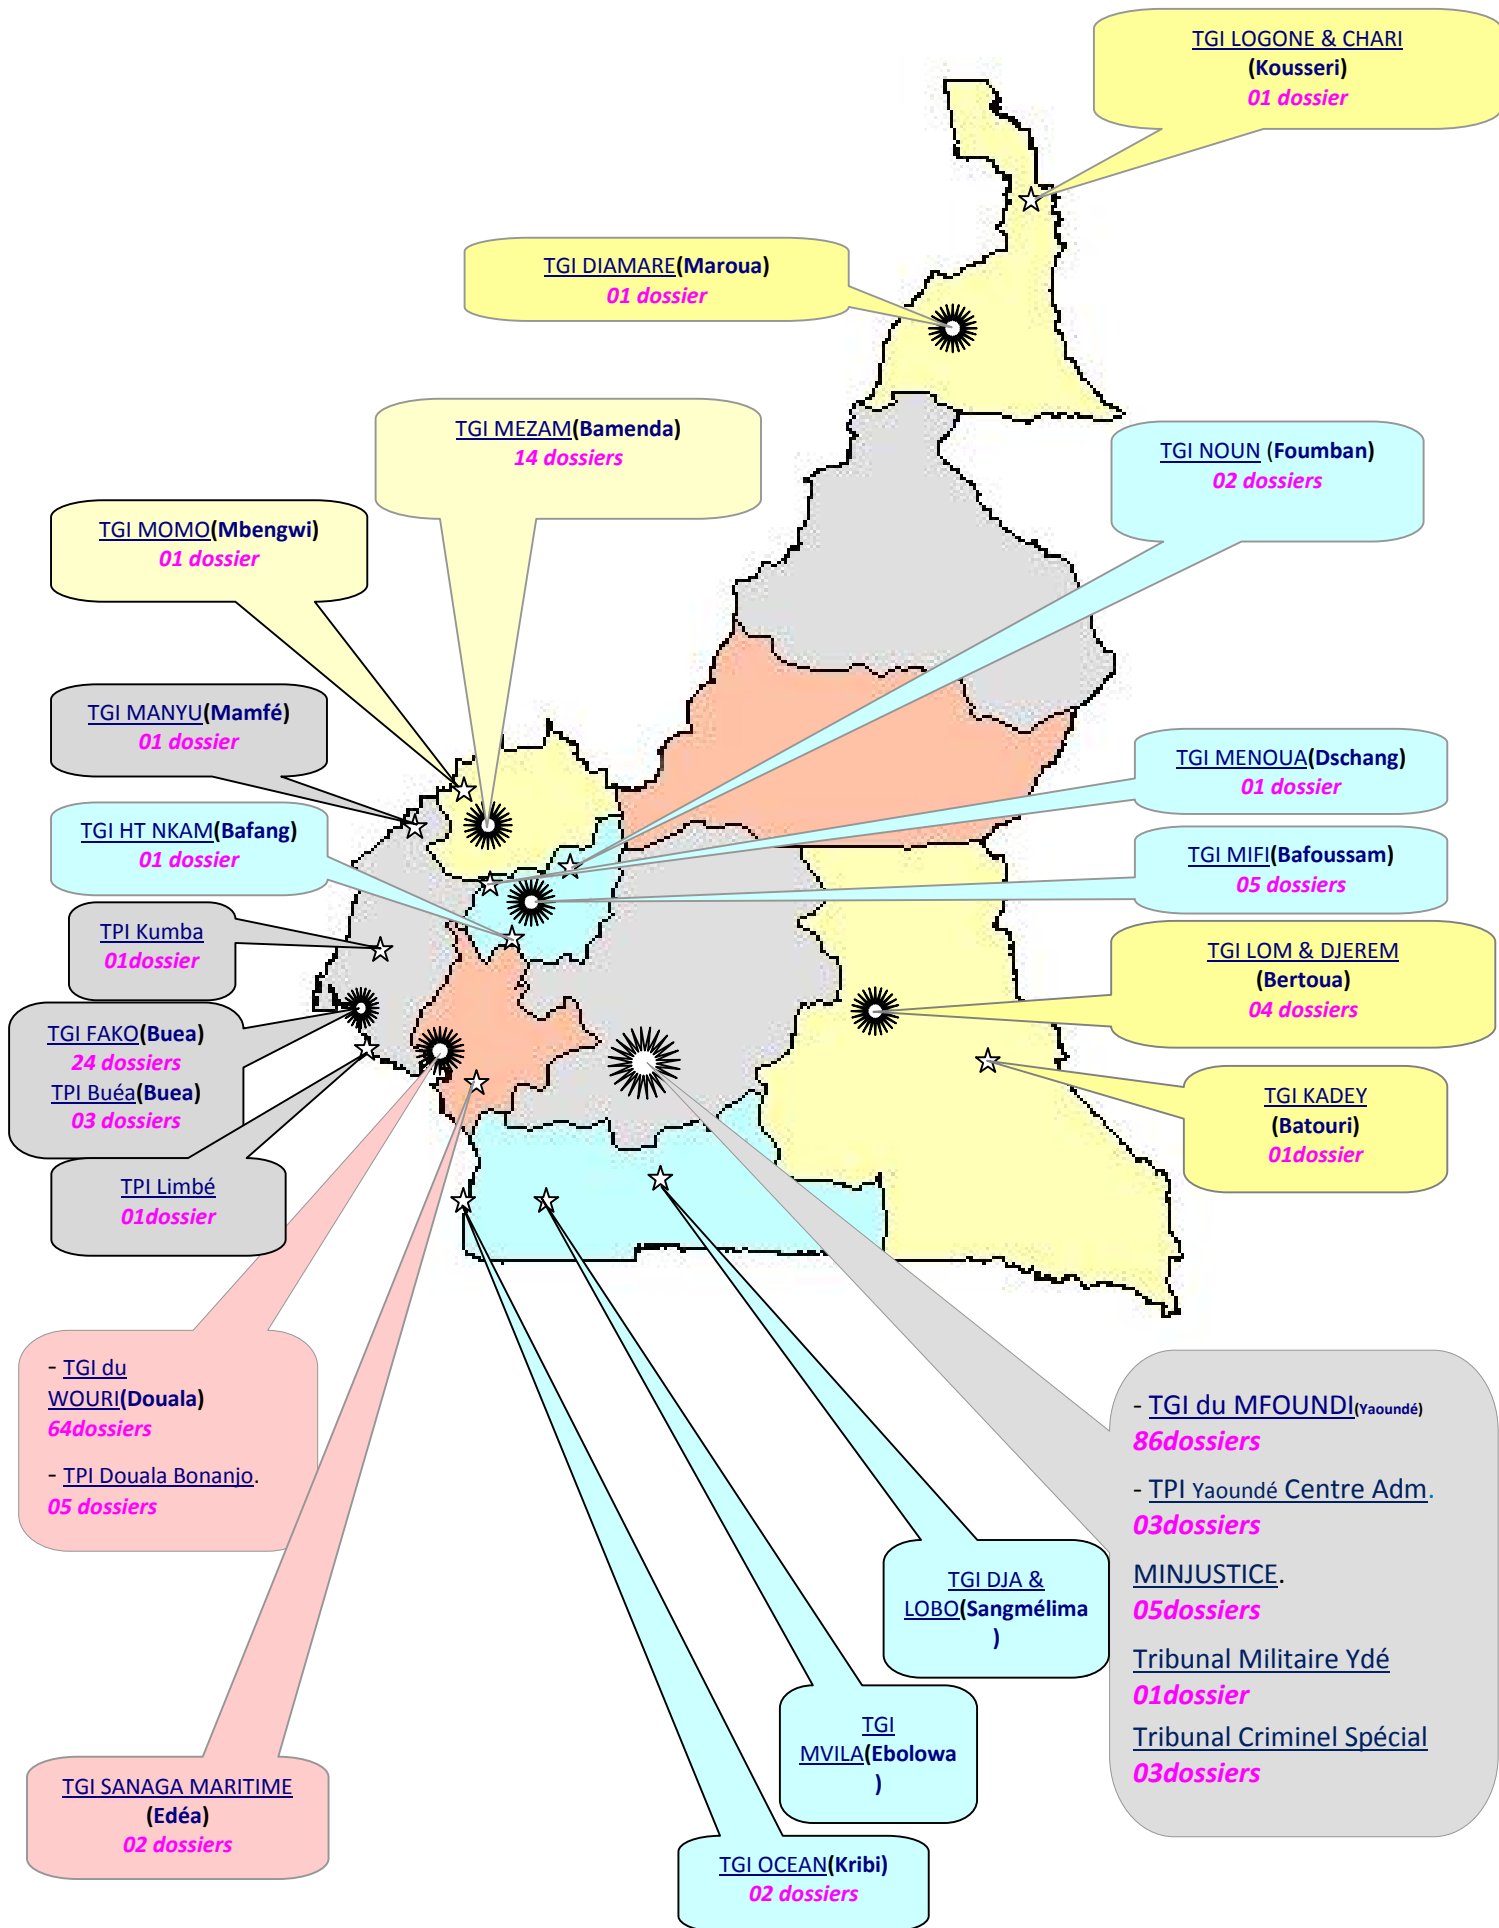 TGI LOGONE & CHARI
(Kousseri)
01 dossier
TGI DIAMARE(Maroua)
01 dossier
TGI MEZAM(Bamenda)
14 dossiers
TGI NOUN (Foumban)
02 dossiers
TGI MOMO(Mbengwi)
01 dossier
TGI MANYU(Mamfé)
01 dossier
TGI MENOUA(Dschang)
01 dossier
TGI HT NKAM(Bafang)
01 dossier
TGI MIFI(Bafoussam)
05 dossiers
TPI Kumba
01dossier
TGI LOM & DJEREM
(Bertoua)
04 dossiers
TGI FAKO(Buea)
24 dossiers
TPI Buéa(Buea)
03 dossiers
TGI KADEY
(Batouri)
01dossier
TPI Limbé
01dossier
- TGI du
WOURI(Douala)
64dossiers
- TPI Douala Bonanjo.
05 dossiers
- TGI du MFOUNDI(Yaoundé)
86dossiers
- TPI Yaoundé Centre Adm.
03dossiers
MINJUSTICE.
05dossiers
Tribunal Militaire Ydé
01dossier
Tribunal Criminel Spécial
03dossiers
TGI DJA &
LOBO(Sangmélima
)
TGI
MVILA(Ebolowa
)
TGI SANAGA MARITIME
(Edéa)
02 dossiers
TGI OCEAN(Kribi)
02 dossiers